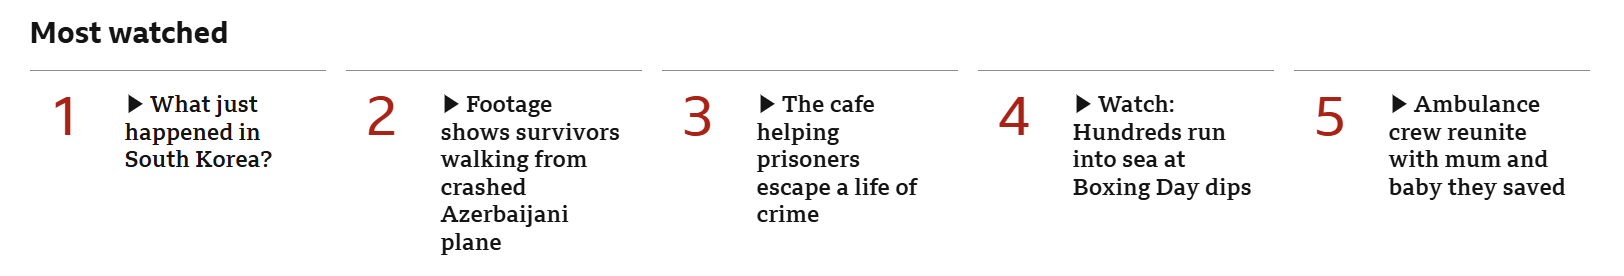 Most watched
1
▶ What just
happened in
South Korea?
2
▶ Footage
shows survivors
walking from
crashed
Azerbaijani
plane
3
▶ The cafe
helping
prisoners
escape a life of
crime
4
▶ Watch:
Hundreds run
into sea at
Boxing Day dips
5
▶ Ambulance
crew reunite
with mum and
baby they saved